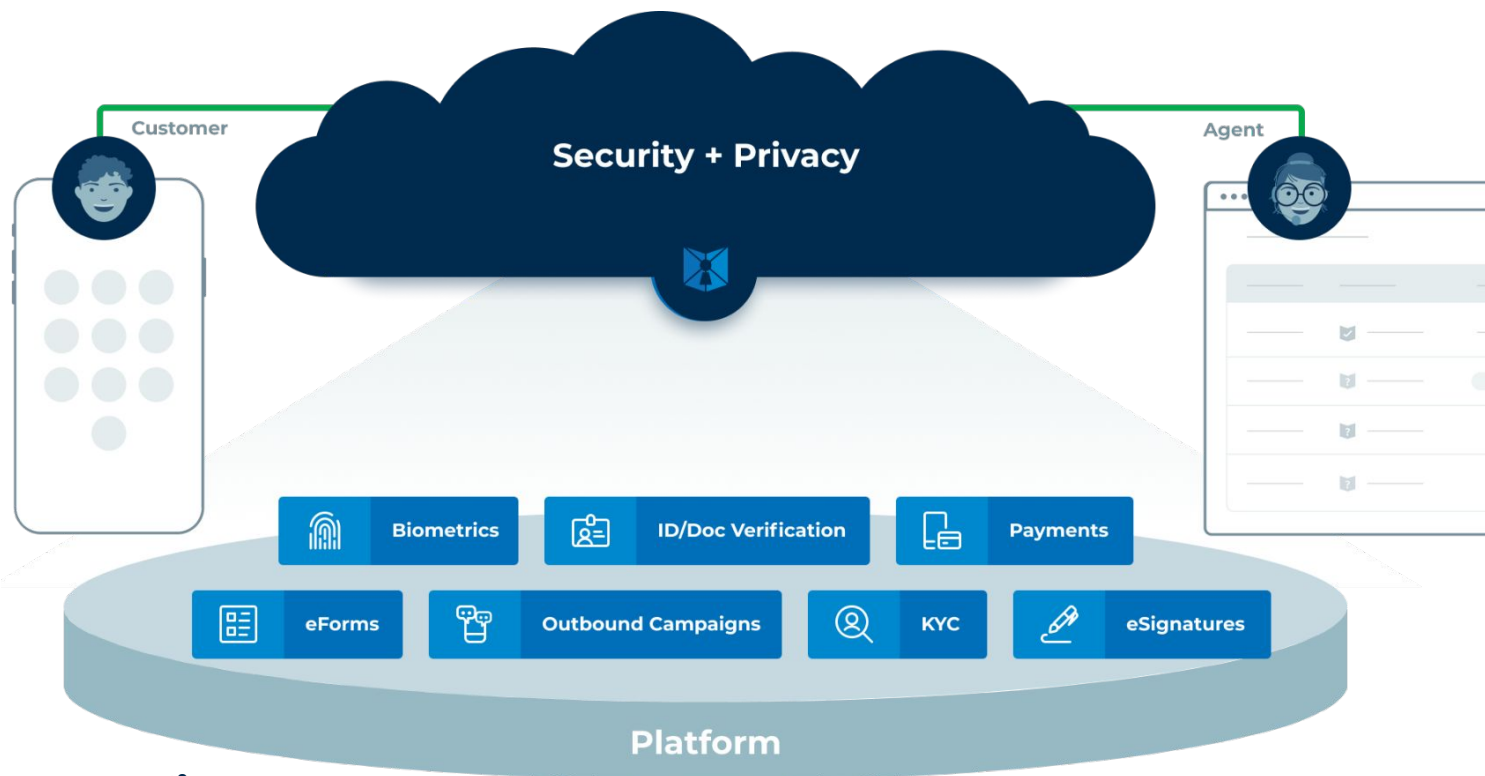 Customer
Agent
Security + Privacy
Biometrics
ID/Doc Verification
Payments
eForms
Outbound Campaigns
KYC
eSignatures
Platform